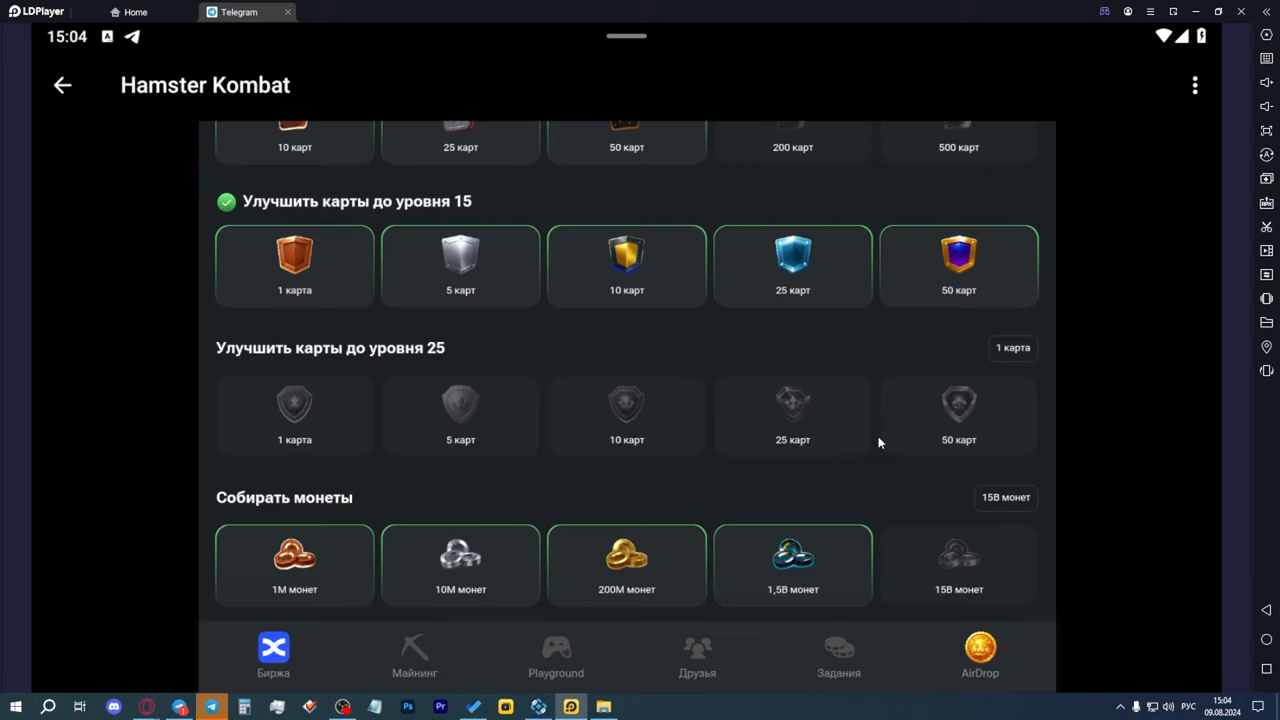 LDPlayer
Home
Telegram
15:04
A
Hamster Kombat
10 карт
25 карт
50 карт
200 карт
500 карт
Улучшить карты до уровня 15
1 карта
5 карт
10 карт
25 карт
50 карт
Улучшить карты до уровня 25
1 карта
1 карта
5 карт
10 карт
25 карт
50 карт
Собирать монеты
15B монет
1M монет
10M монет
200M монет
1,5B монет
15B монет
Биржа
Майнинг
Playground
Друзья
Задания
AirDrop
Ps
Pr
РУС
15:04
09.08.2024